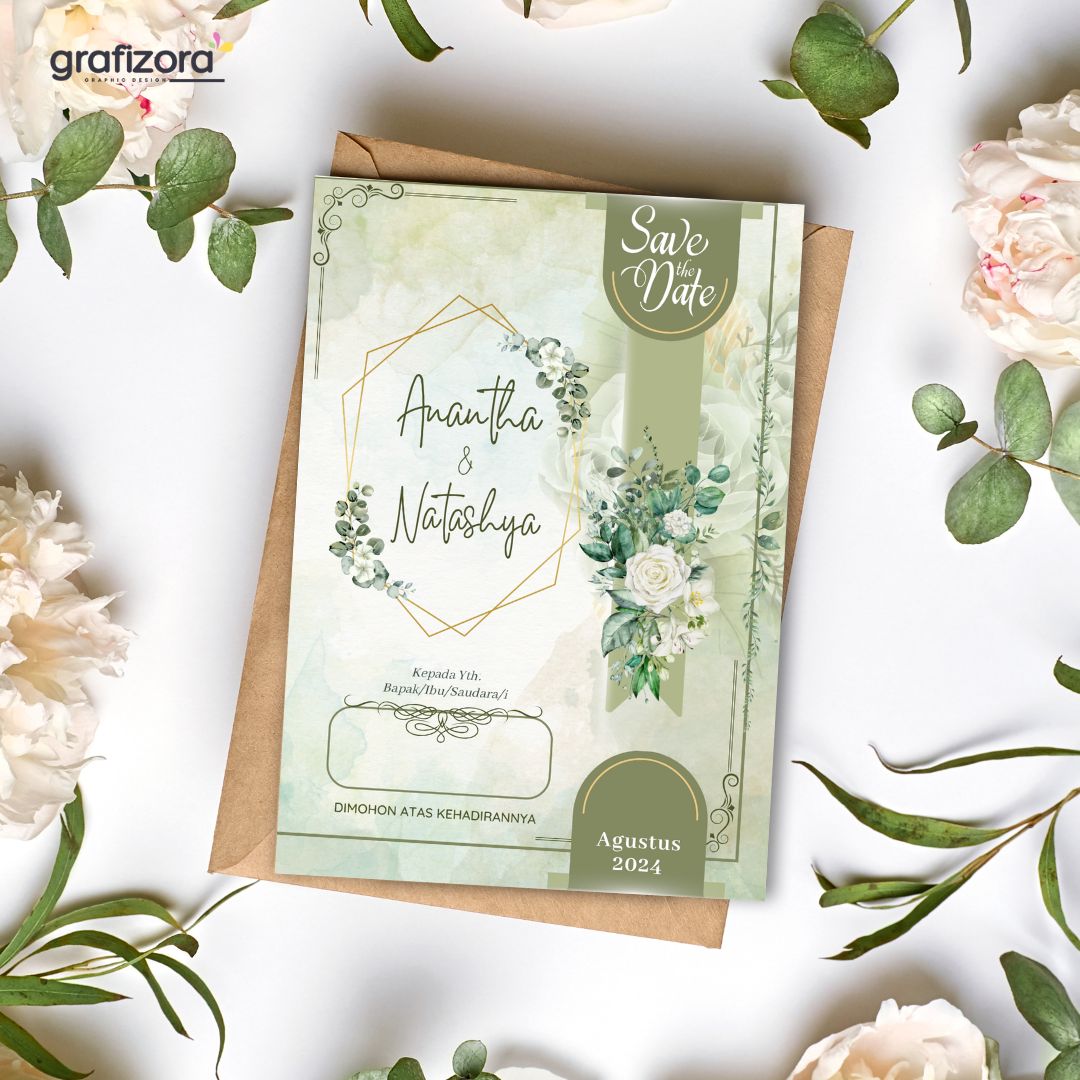 grafizora
GRAPHIC DESIGN
Save
the
Date
Anantha
&
Natashya
Kepada Yth.
Bapak/Ibu/Saudara/i
DIMOHON ATAS KEHADIRANNYA
Agustus
2024